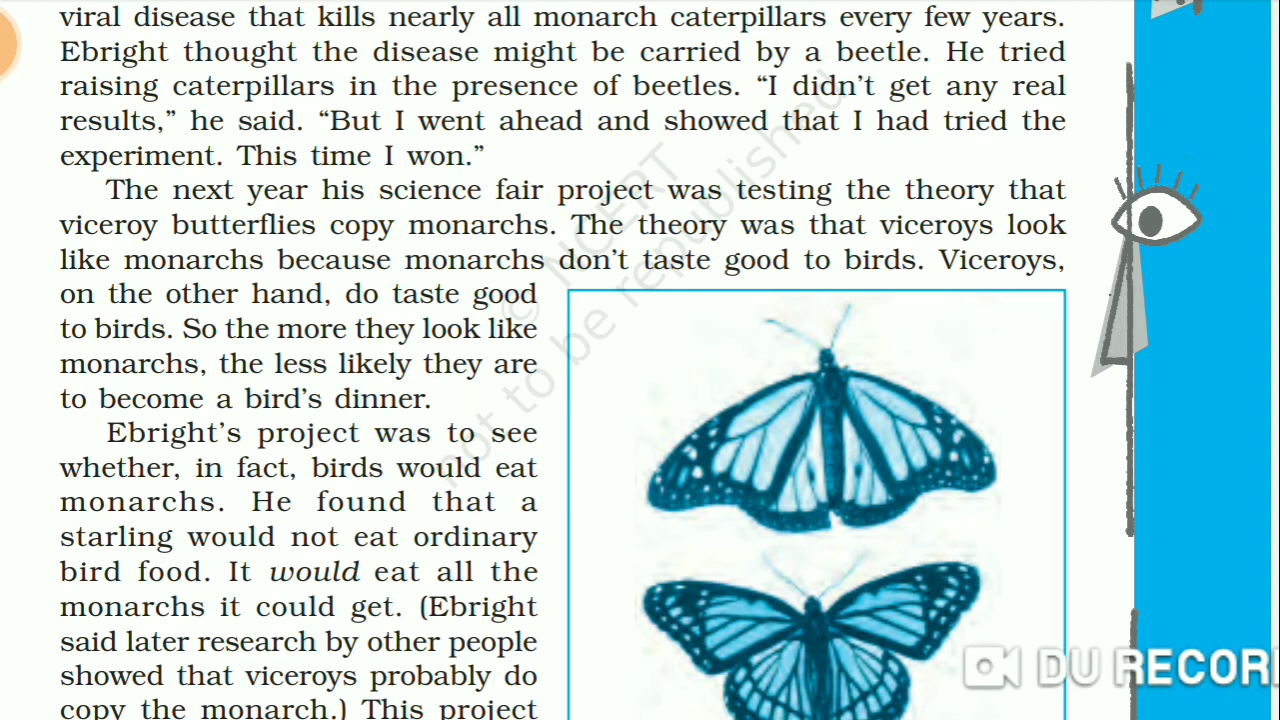 viral disease that kills nearly all monarch caterpillars every few years.
Ebright thought the disease might be carried by a beetle. He tried
raising caterpillars in the presence of beetles. “I didn’t get any real
results,” he said. “But I went ahead and showed that I had tried the
experiment. This time I won.”
The next year his science fair project was testing the theory that
viceroy butterflies copy monarchs. The theory was that viceroys look
like monarchs because monarchs don’t taste good to birds. Viceroys,
on the other hand, do taste good
to birds. So the more they look like
monarchs, the less likely they are
to become a bird’s dinner.
Ebright’s project was to see
whether, in fact, birds would eat
monarchs. He found that a
starling would not eat ordinary
bird food. It would eat all the
monarchs it could get. (Ebright
said later research by other people
showed that viceroys probably do
copy the monarch.) This project
© NCERT
not to be republished
DU RECOR